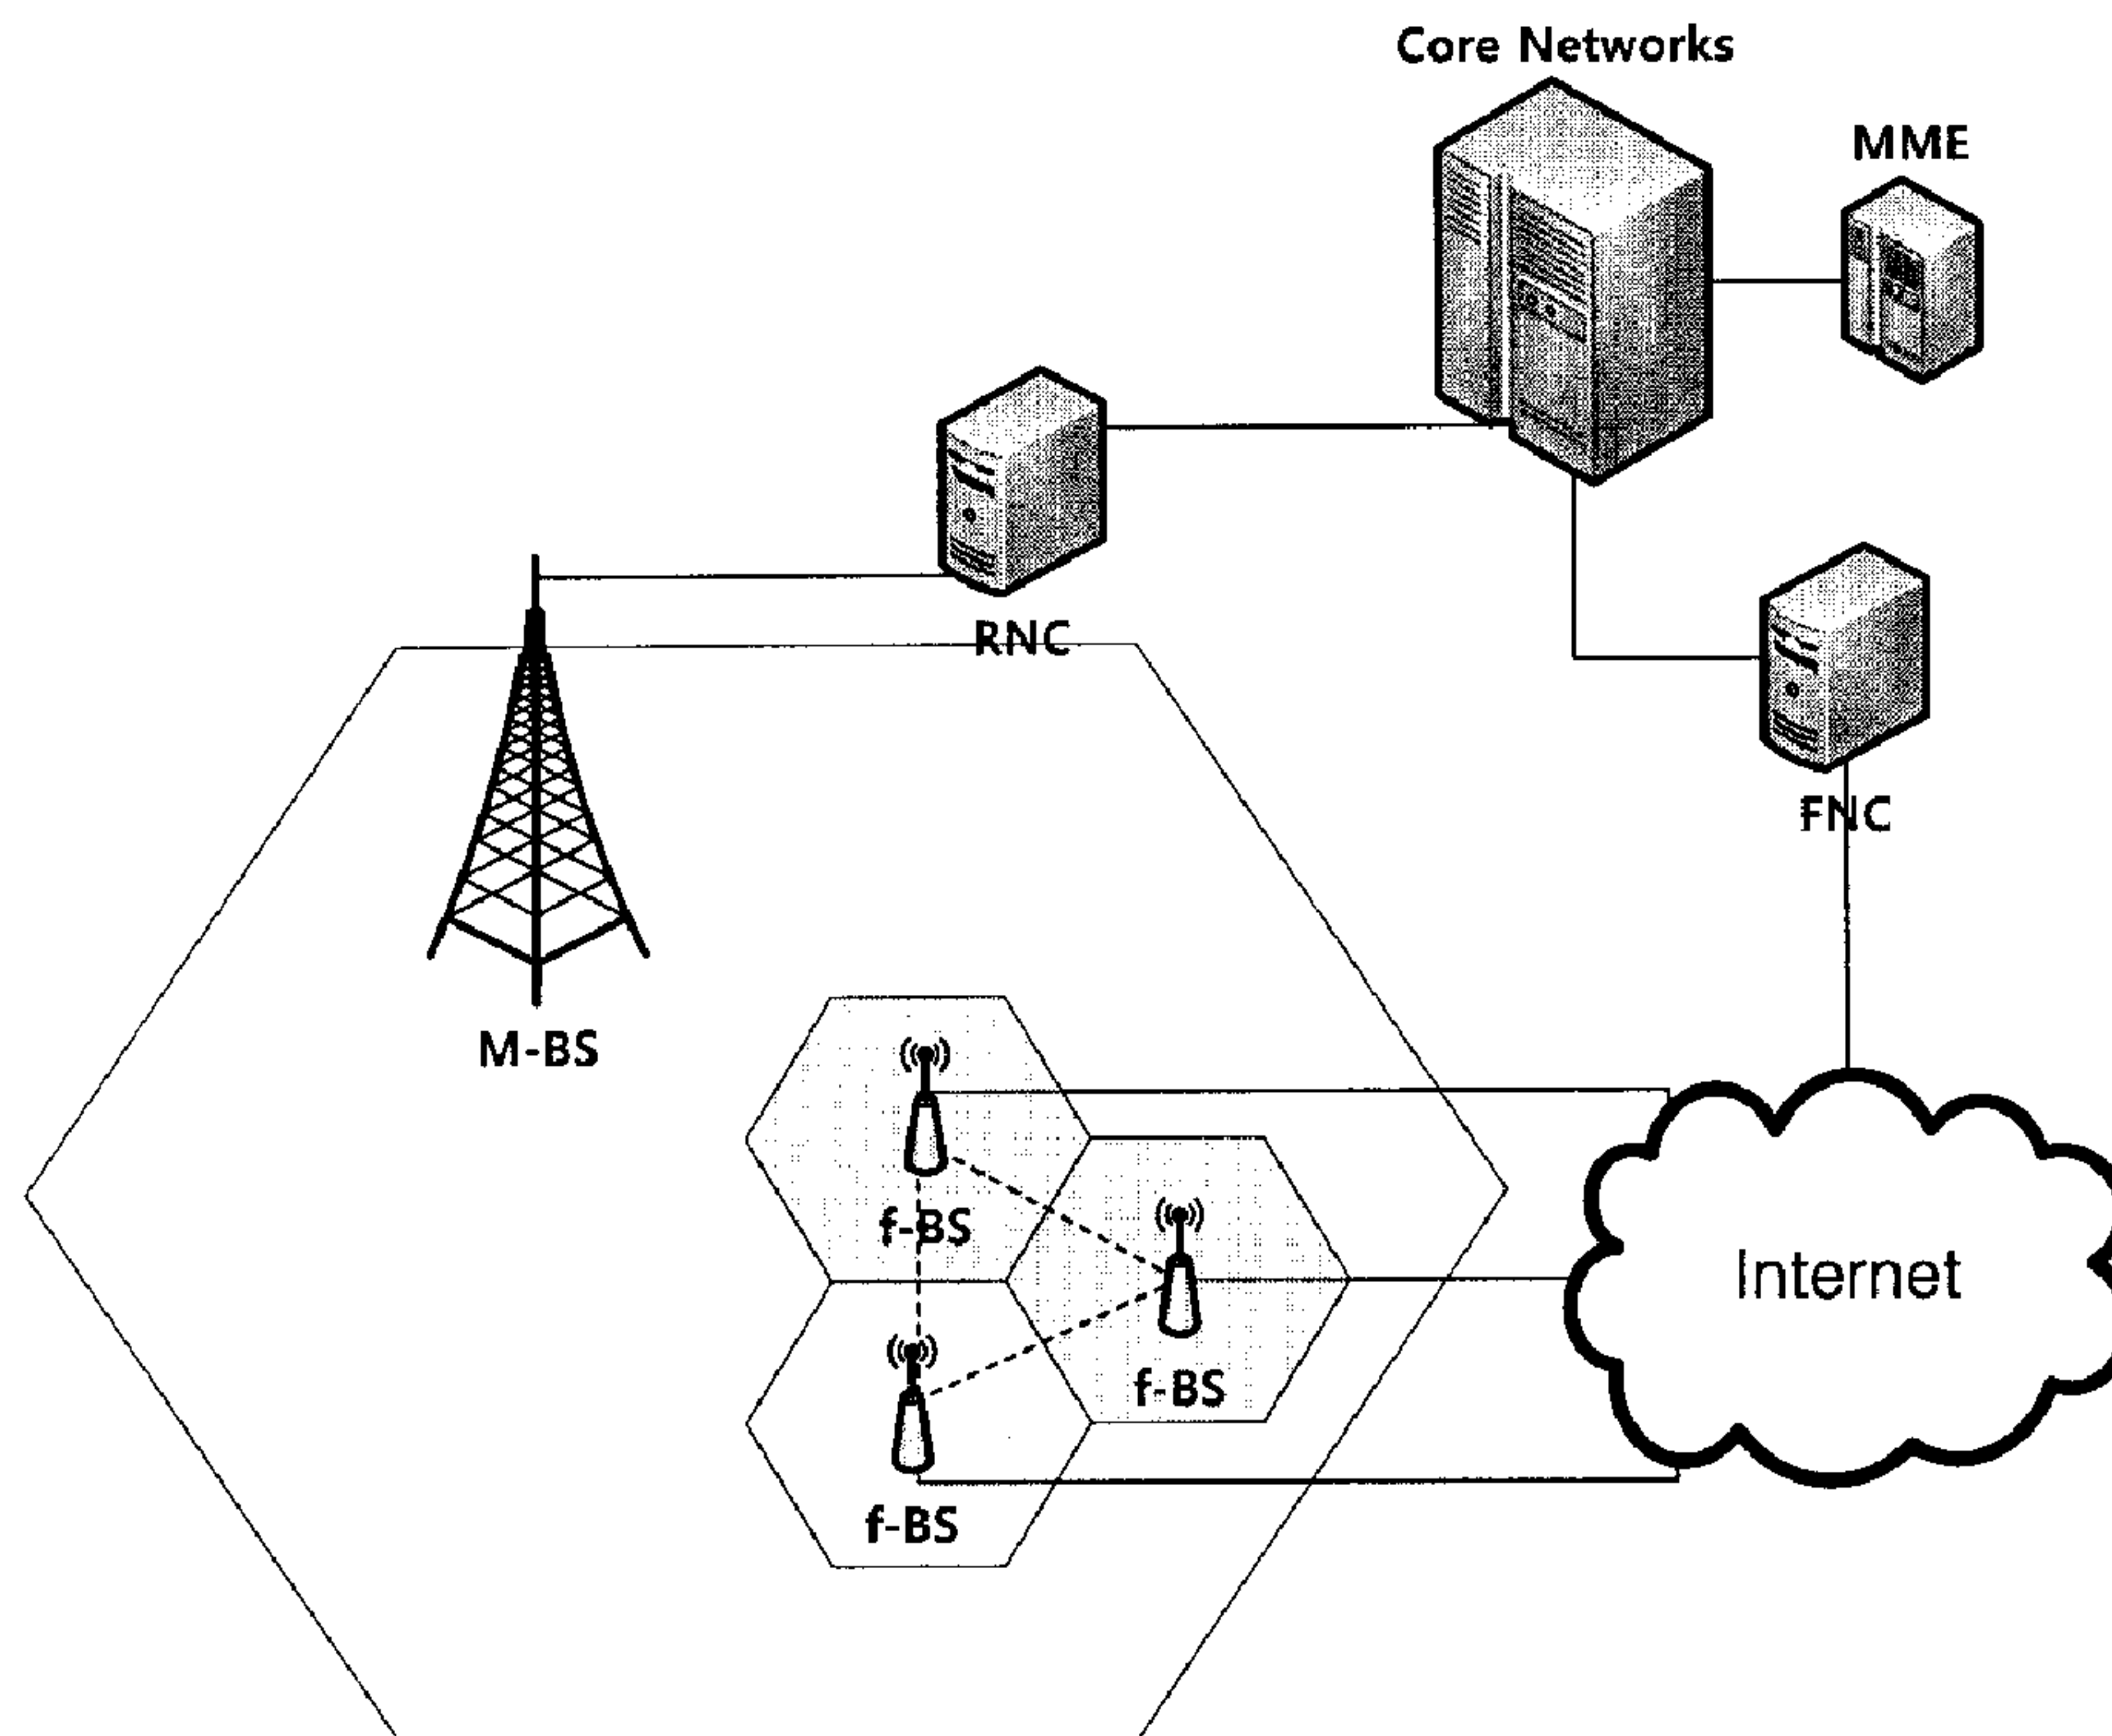 Core Networks
MME
RNC
FNC
M-BS
f-BS
Internet
f-BS
f-BS